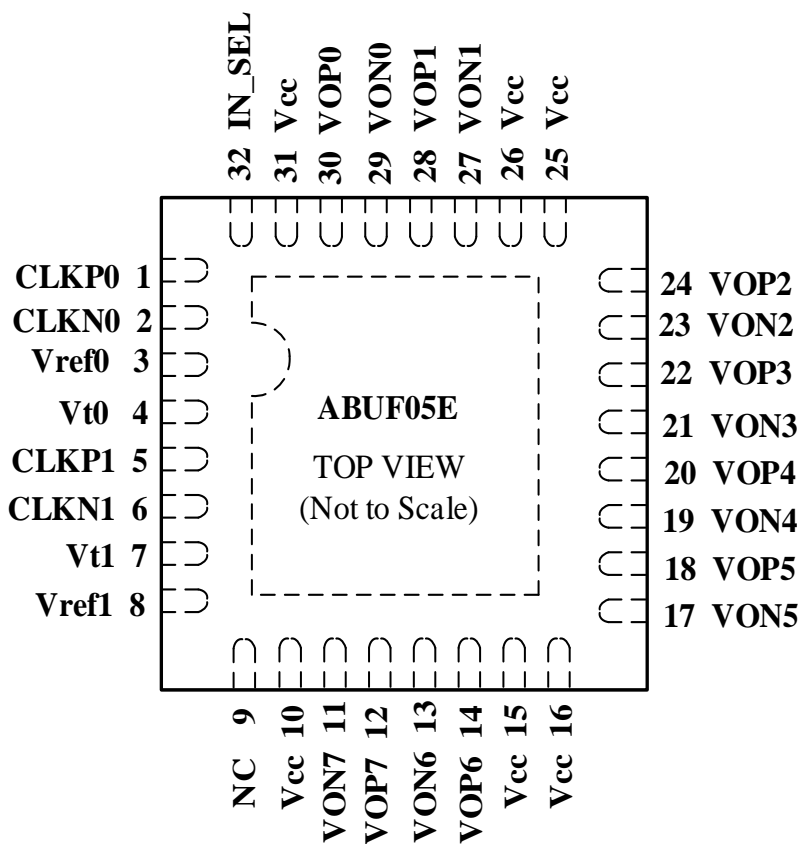 32 IN_SEL
31 Vcc
30 VOP0
29 VON0
28 VOP1
27 VON1
26 Vcc
25 Vcc
CLKP0 1
CLKN0 2
Vref0 3
Vt0 4
CLKP1 5
CLKN1 6
Vt1 7
Vref1 8
ABUF05E
TOP VIEW
(Not to Scale)
24 VOP2
23 VON2
22 VOP3
21 VON3
20 VOP4
19 VON4
18 VOP5
17 VON5
NC 9
Vcc 10
VON7 11
VOP7 12
VON6 13
VOP6 14
Vcc 15
Vcc 16